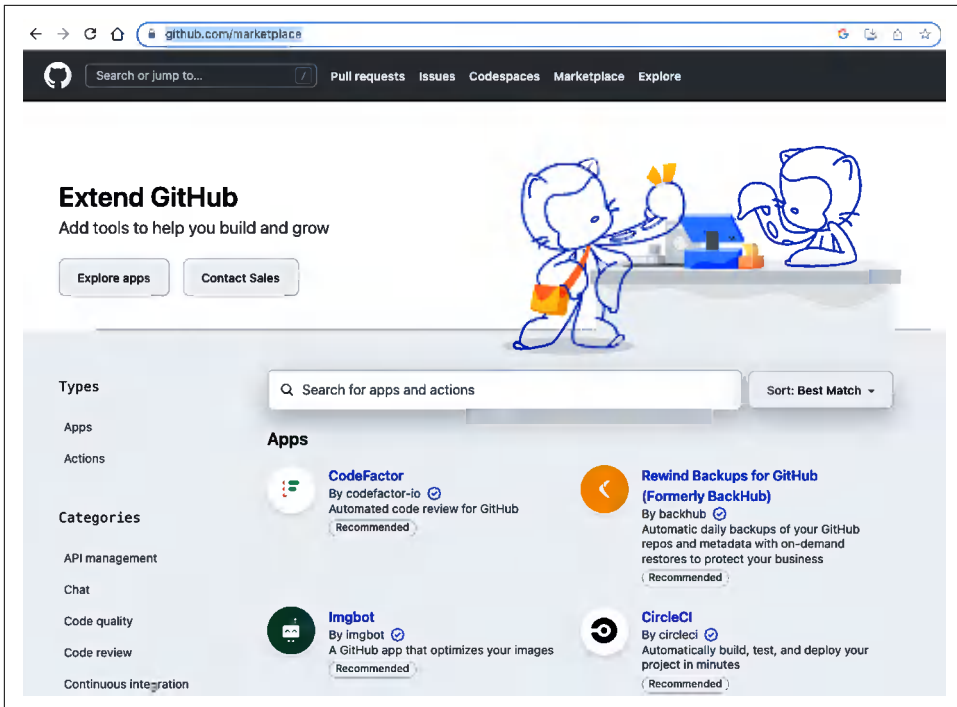 github.com/marketplace
Search or jump to... /
Pull requests Issues Codespaces Marketplace Explore
Extend GitHub
Add tools to help you build and grow
Explore apps Contact Sales
Types
Apps
Actions
Categories
API management
Chat
Code quality
Code review
Continuous integration
Search for apps and actions
Sort: Best Match
Apps
CodeFactor
By codefactor-io
Automated code review for GitHub
Recommended
Rewind Backups for GitHub
(Formerly BackHub)
By backhub
Automatic daily backups of your GitHub
repos and metadata with on-demand
restores to protect your business
Recommended
Imgbot
By imgbot
A GitHub app that optimizes your images
Recommended
CircleCI
By circleci
Automatically build, test, and deploy your
project in minutes
Recommended